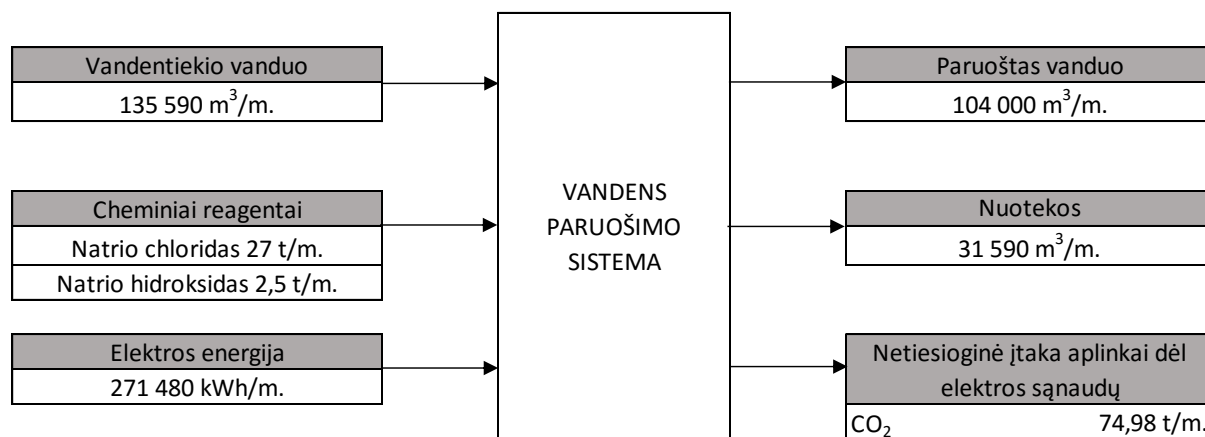 Vandentiekio vanduo
135 590 m³/m.
Cheminiai reagentai
Natrio chloridas 27 t/m.
Natrio hidroksidas 2,5 t/m.
Elektros energija
271 480 kWh/m.
VANDENS
PARUOŠIMO
SISTEMA
Paruoštas vanduo
104 000 m³/m.
Nuotekos
31 590 m³/m.
Netiesioginė įtaka aplinkai dėl
elektros sąnaudų
CO₂ 74,98 t/m.